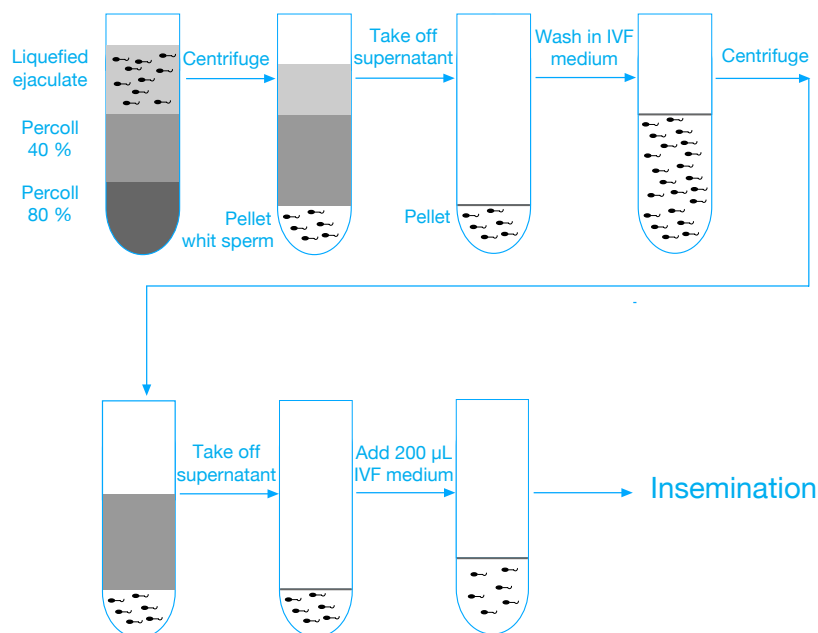 Liquefied
ejaculate
Centrifuge
Take off
supernatant
Wash in IVF
medium
Centrifuge
Percoll
40 %
Percoll
80 %
Pellet
whit sperm
Pellet
Take off
supernatant
Add 200 µL
IVF medium
Insemination